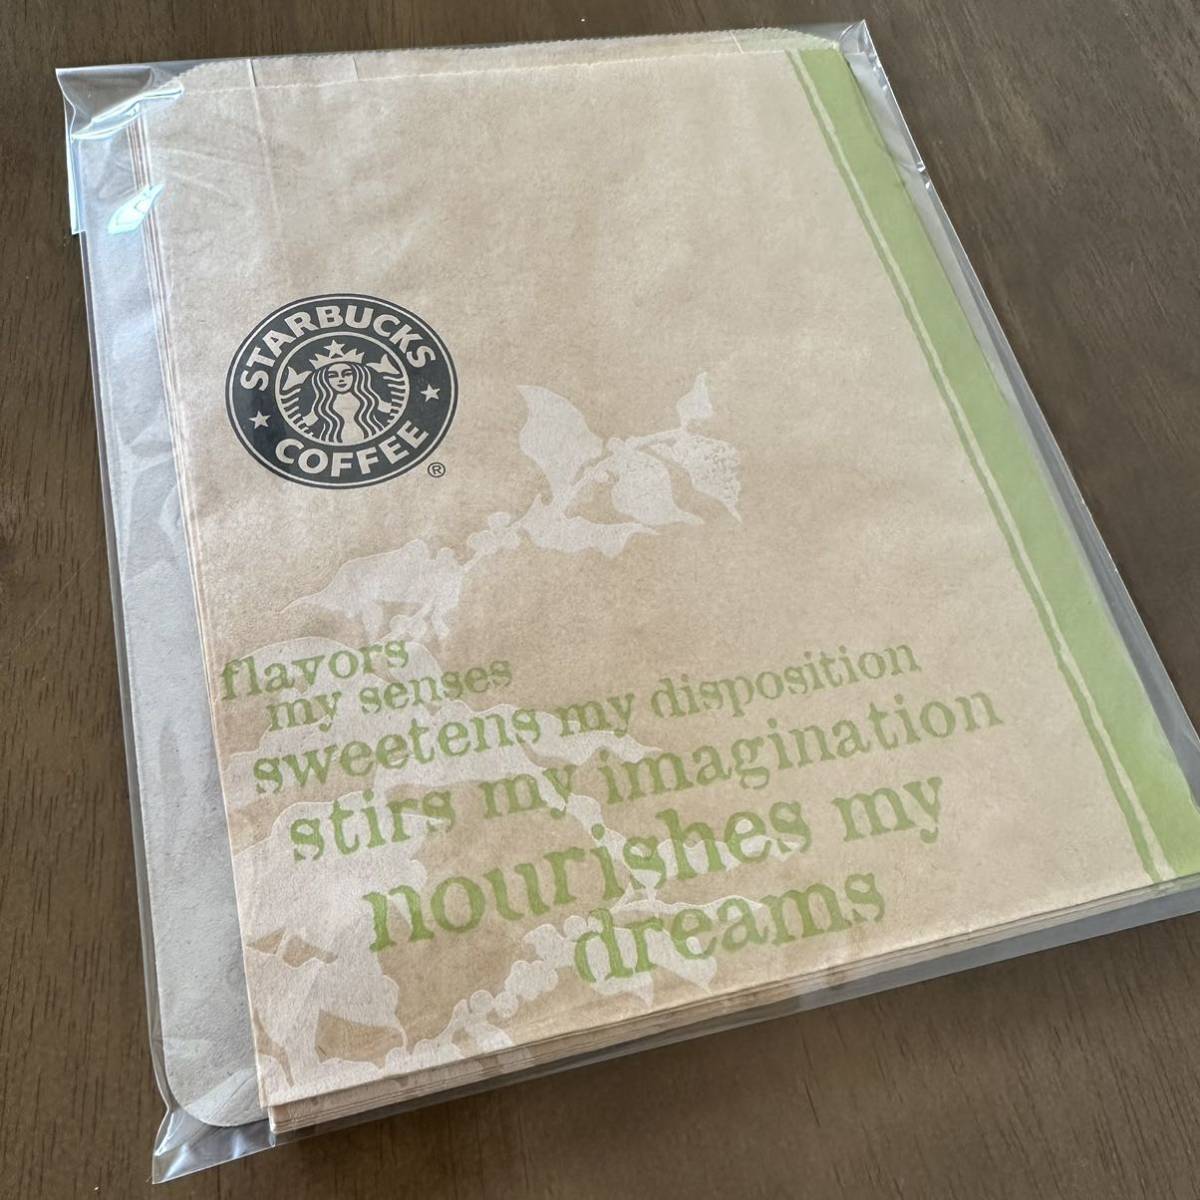 STARBUCKS
COFFEE
®
flavors
my senses
sweetens my disposition
stirs my imagination
nourishes my
dreams